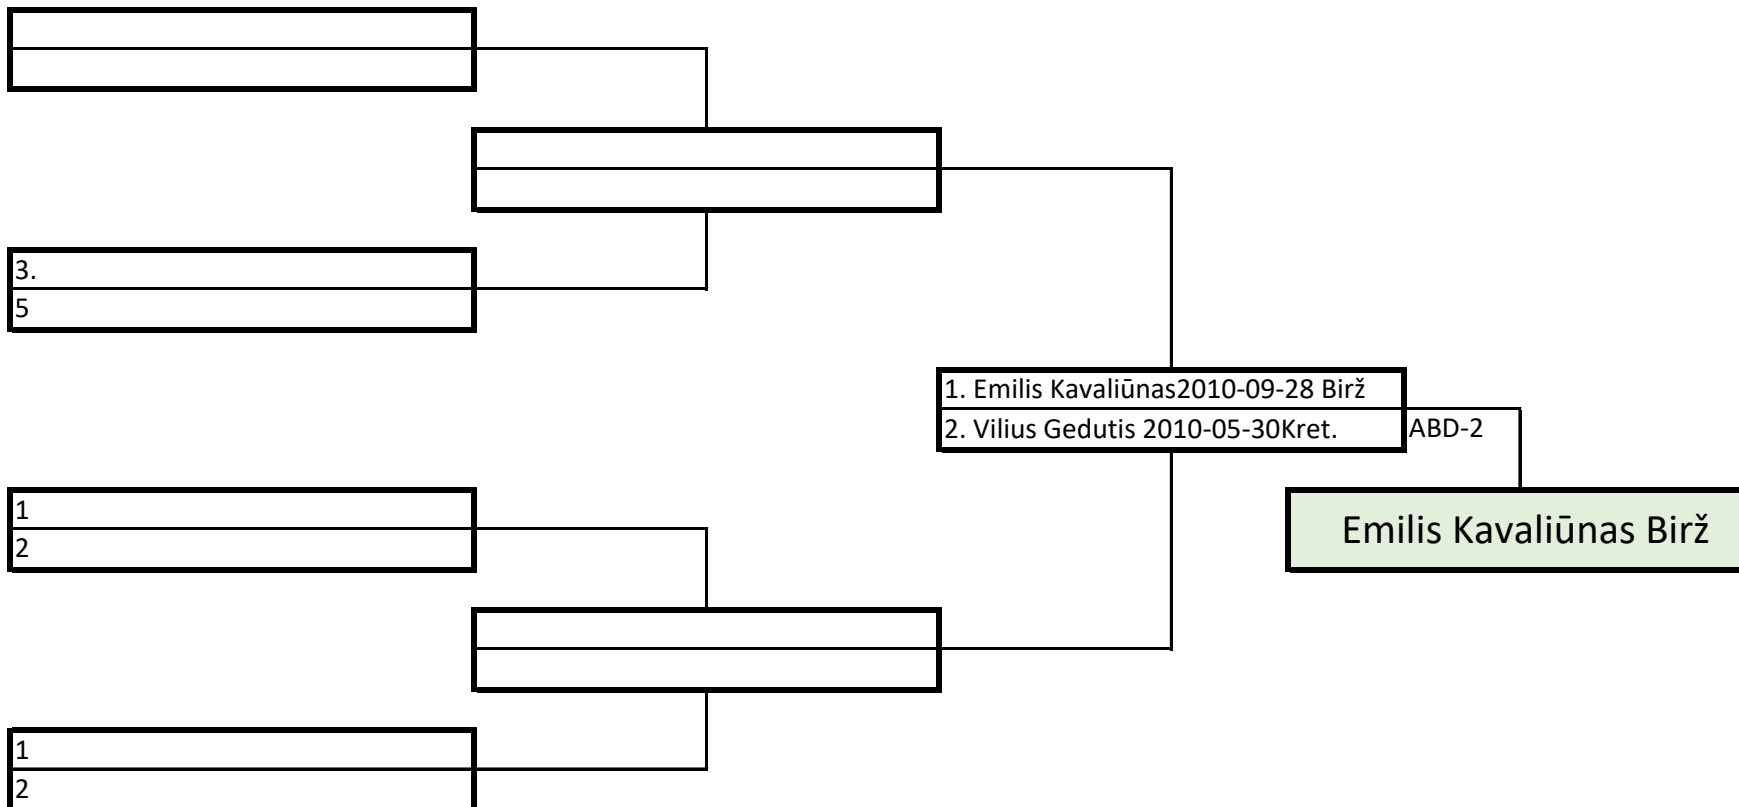 3.
5
1. Emilis Kavaliūnas2010-09-28 Birž
2. Vilius Gedutis 2010-05-30Kret.
ABD-2
1
2
Emilis Kavaliūnas Birž
1
2